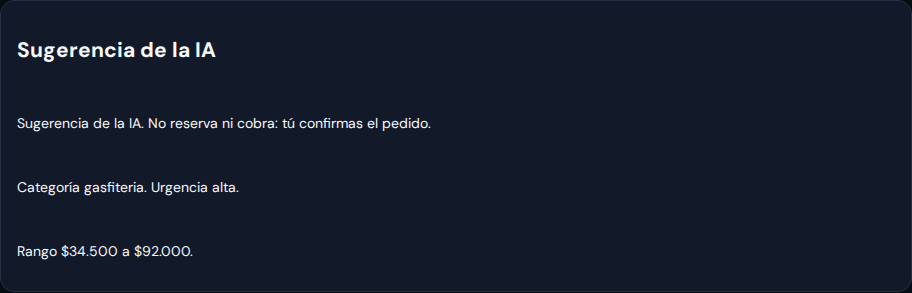 Sugerencia de la IA
Sugerencia de la IA. No reserva ni cobra: tú confirmas el pedido.
Categoría gasfiteria. Urgencia alta.
Rango $34.500 a $92.000.